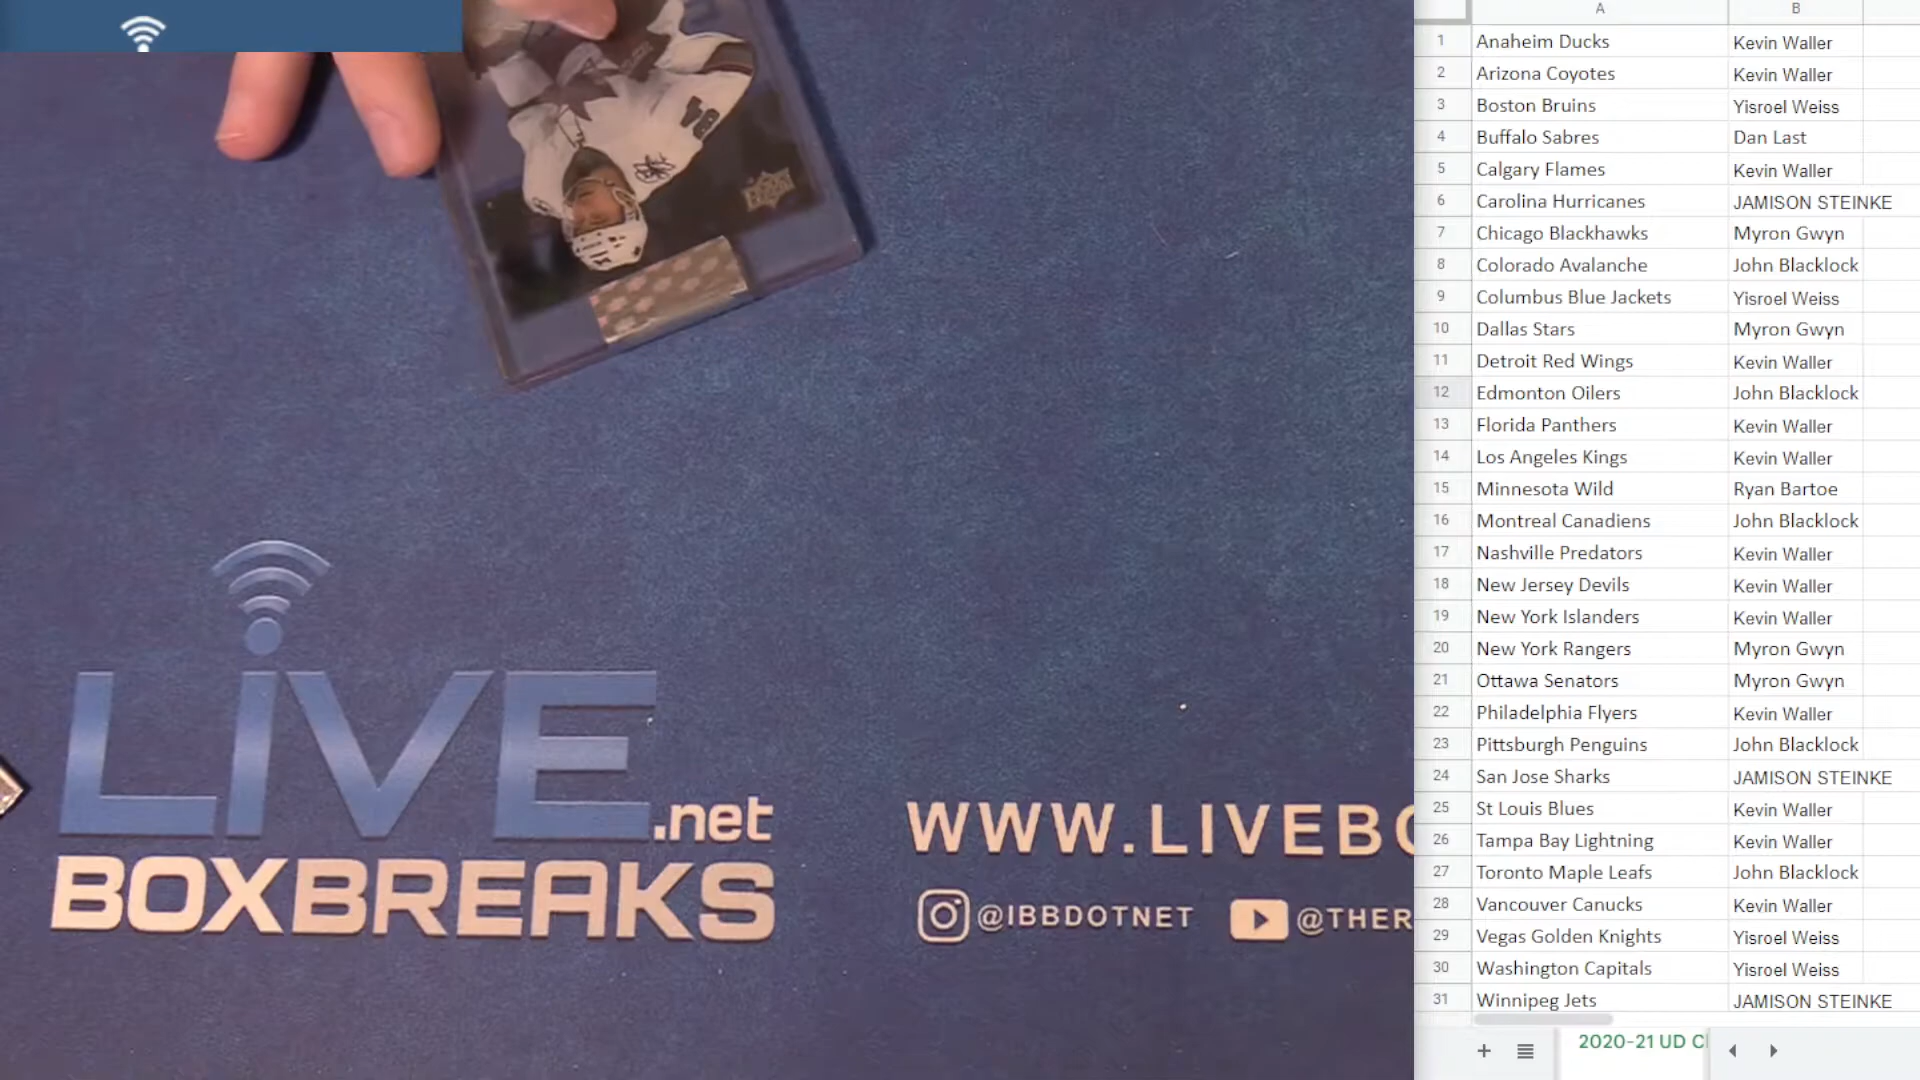 LIVE.net
BOXBREAKS
WWW.LIVEBO
@IBBDOTNET @THER
A B
1 Anaheim Ducks Kevin Waller
2 Arizona Coyotes Kevin Waller
3 Boston Bruins Yisroel Weiss
4 Buffalo Sabres Dan Last
5 Calgary Flames Kevin Waller
6 Carolina Hurricanes JAMISON STEINKE
7 Chicago Blackhawks Myron Gwyn
8 Colorado Avalanche John Blacklock
9 Columbus Blue Jackets Yisroel Weiss
10 Dallas Stars Myron Gwyn
11 Detroit Red Wings Kevin Waller
12 Edmonton Oilers John Blacklock
13 Florida Panthers Kevin Waller
14 Los Angeles Kings Kevin Waller
15 Minnesota Wild Ryan Bartoe
16 Montreal Canadiens John Blacklock
17 Nashville Predators Kevin Waller
18 New Jersey Devils Kevin Waller
19 New York Islanders Kevin Waller
20 New York Rangers Myron Gwyn
21 Ottawa Senators Myron Gwyn
22 Philadelphia Flyers Kevin Waller
23 Pittsburgh Penguins John Blacklock
24 San Jose Sharks JAMISON STEINKE
25 St Louis Blues Kevin Waller
26 Tampa Bay Lightning Kevin Waller
27 Toronto Maple Leafs John Blacklock
28 Vancouver Canucks Kevin Waller
29 Vegas Golden Knights Yisroel Weiss
30 Washington Capitals Yisroel Weiss
31 Winnipeg Jets JAMISON STEINKE
2020-21 UD C